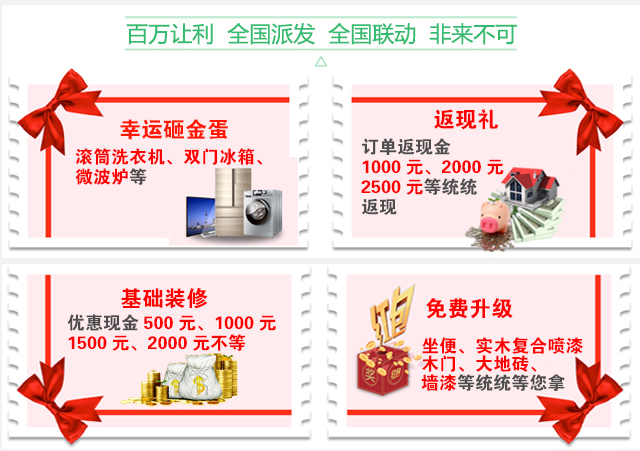 百万让利 全国派发 全国联动 非来不可
幸运砸金蛋
滚筒洗衣机、双门冰箱、
微波炉等
返现礼
订单返现金
1000 元、2000 元
2500 元等统统
返现
基础装修
优惠现金 500 元、1000 元
1500 元、2000 元不等
免费升级
坐便、实木复合喷漆
木门、大地砖、
墙漆等统统等您拿
红包
奖